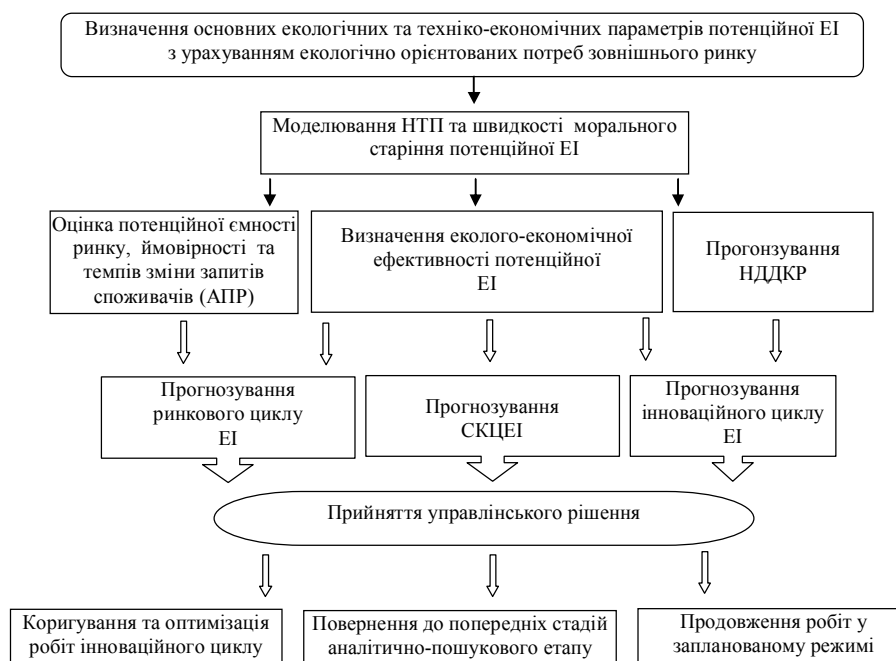 Визначення основних екологічних та техніко-економічних параметрів потенційної ЕІ
з урахуванням екологічно орієнтованих потреб зовнішнього ринку
Моделювання НТП та швидкості морального
старіння потенційної ЕІ
Оцінка потенційної ємності
ринку, ймовірності та
темпів зміни запитів
споживачів (АПР)
Визначення еколого-економічної
ефективності потенційної
ЕІ
Прогонзування
НДДКР
Прогнозування
ринкового циклу
ЕІ
Прогнозування
СКЦЕІ
Прогнозування
інноваційного циклу
ЕІ
Прийняття управлінського рішення
Коригування та оптимізація
робіт інноваційного циклу
Повернення до попередніх стадій
аналітично-пошукового етапу
Продовження робіт у
запланованому режимі